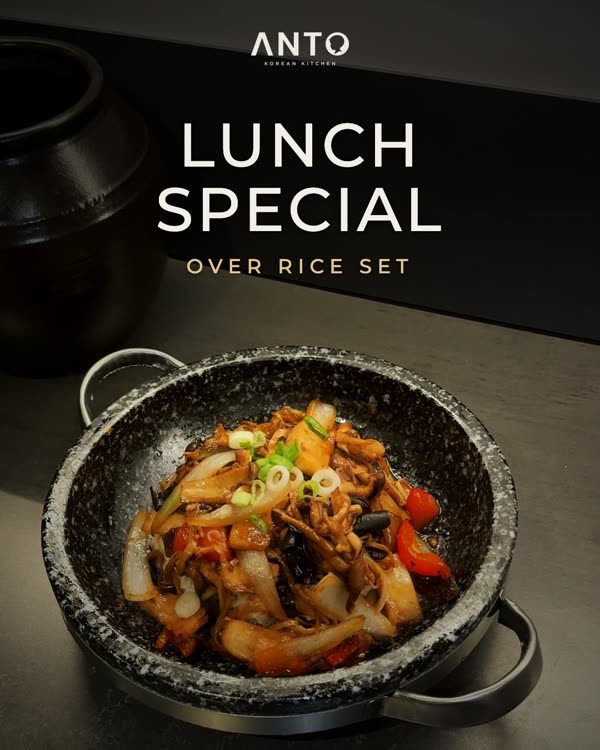 ANTO
KOREAN KITCHEN
LUNCH
SPECIAL
OVER RICE SET